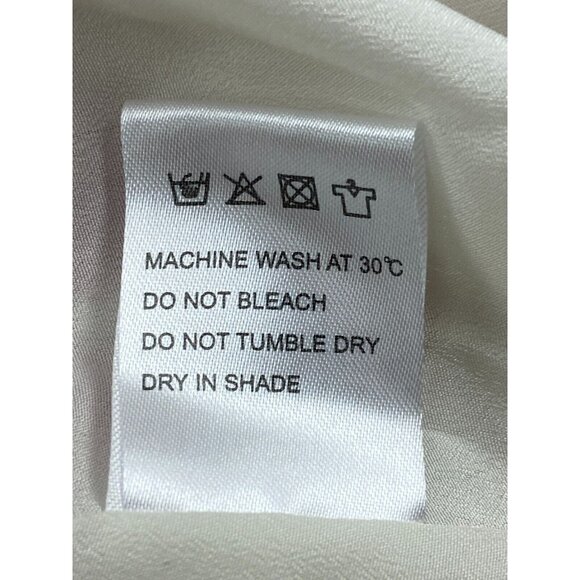 MACHINE WASH AT 30℃
DO NOT BLEACH
DO NOT TUMBLE DRY
DRY IN SHADE